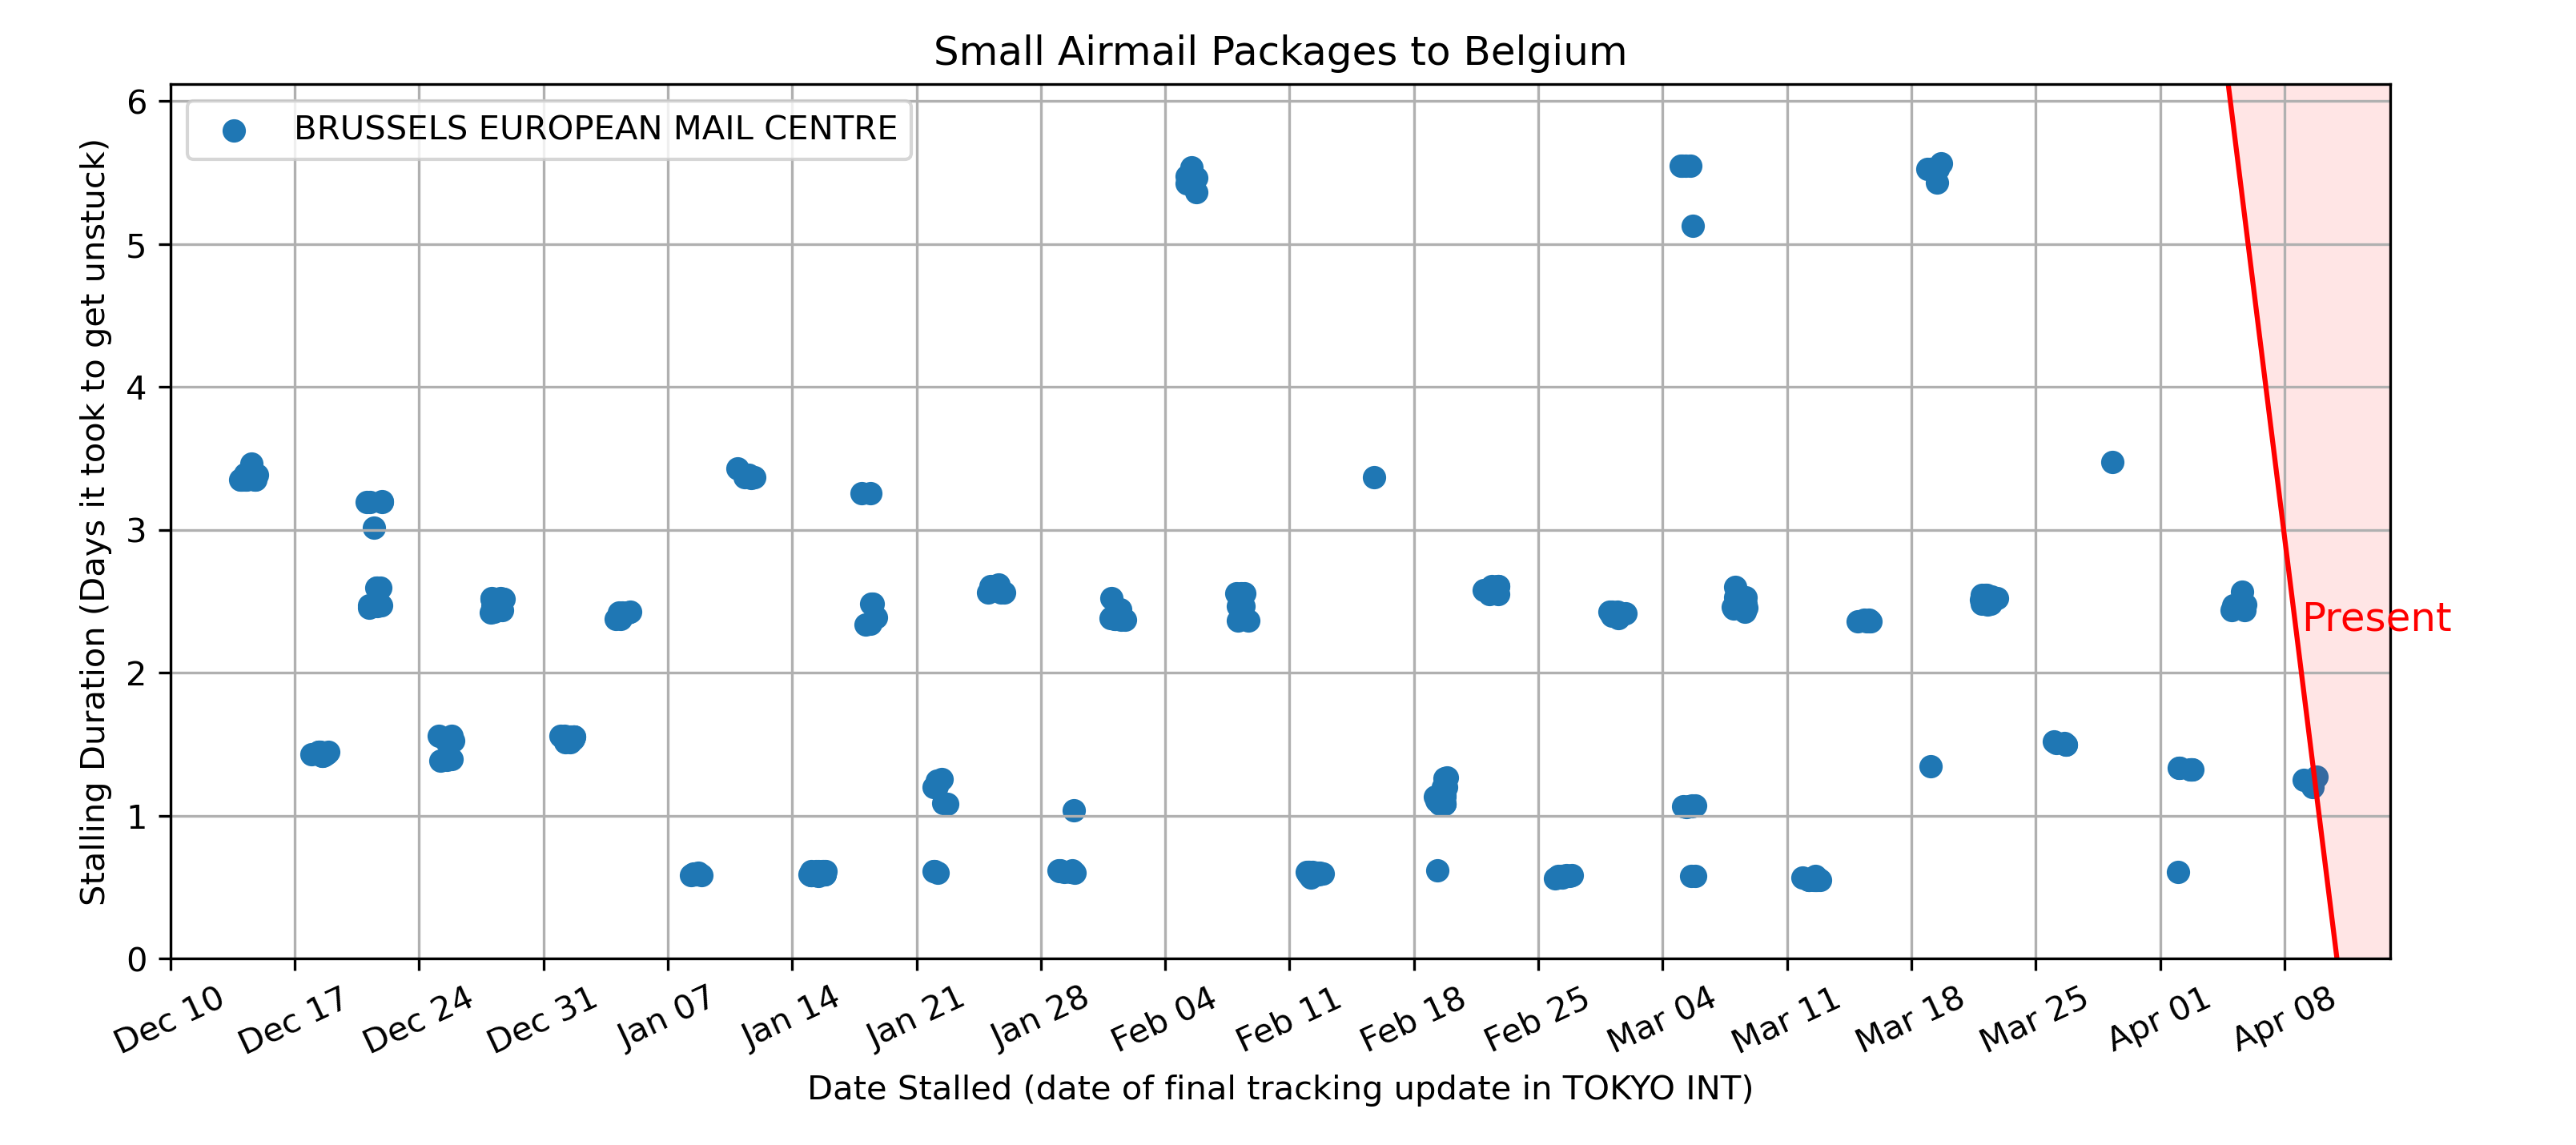 Small Airmail Packages to Belgium
BRUSSELS EUROPEAN MAIL CENTRE
Stalling Duration (Days it took to get unstuck)
6
5
4
3
2
1
0
Present
Dec 10
Dec 17
Dec 24
Dec 31
Jan 07
Jan 14
Jan 21
Jan 28
Feb 04
Feb 11
Feb 18
Feb 25
Mar 04
Mar 11
Mar 18
Mar 25
Apr 01
Apr 08
Date Stalled (date of final tracking update in TOKYO INT)